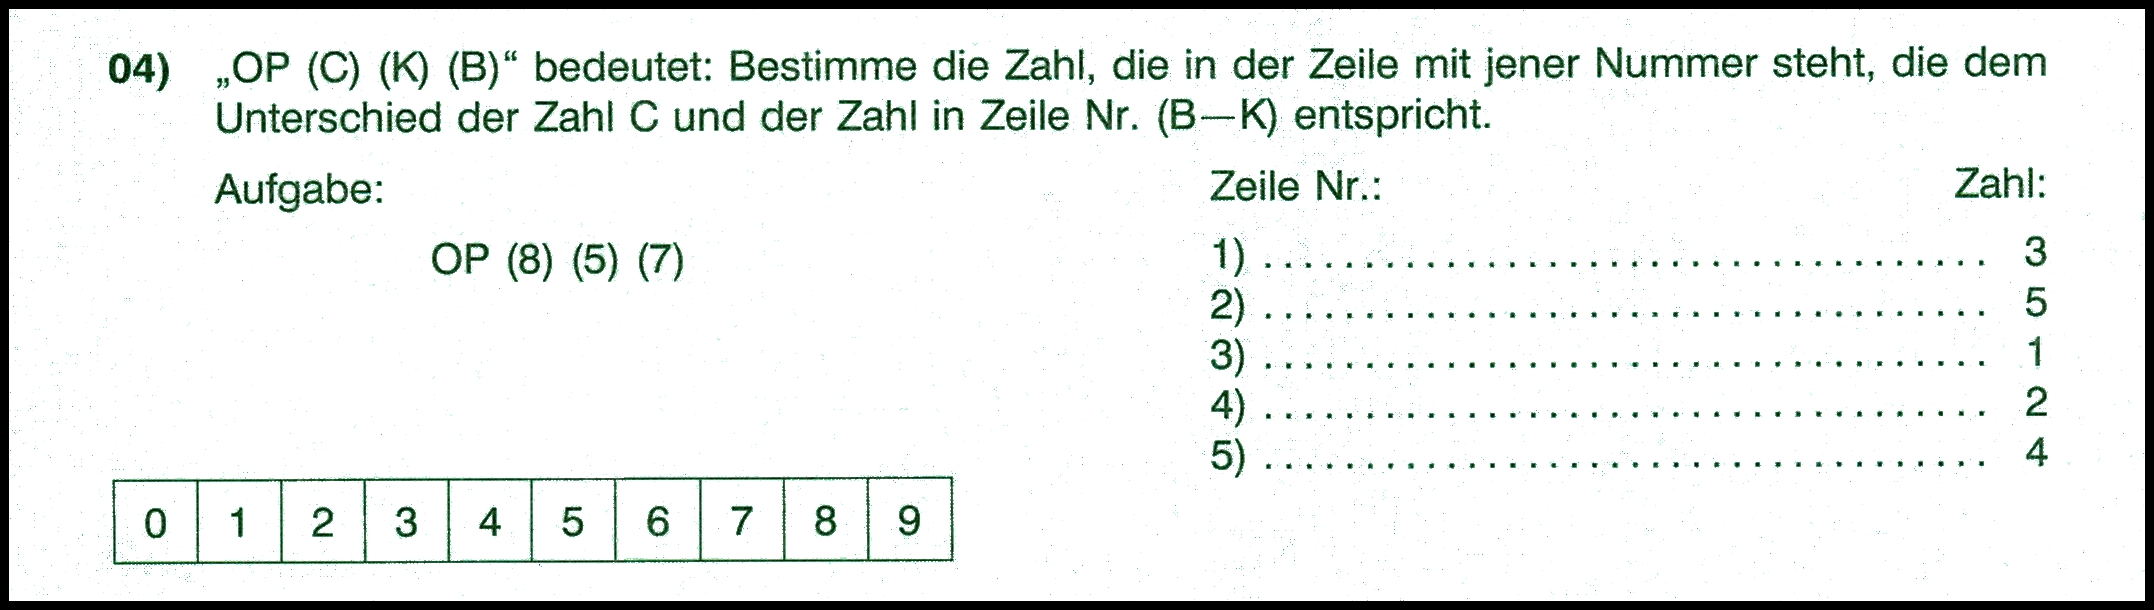 04) „OP (C) (K) (B)“ bedeutet: Bestimme die Zahl, die in der Zeile mit jener Nummer steht, die dem
Unterschied der Zahl C und der Zahl in Zeile Nr. (B—K) entspricht.
Aufgabe:
OP (8) (5) (7)
Zeile Nr.: Zahl:
1) . . . . . . . . . . . . . . . . . . . . . . . . . . . . . . . . 3
2) . . . . . . . . . . . . . . . . . . . . . . . . . . . . . . . . 5
3) . . . . . . . . . . . . . . . . . . . . . . . . . . . . . . . . 1
4) . . . . . . . . . . . . . . . . . . . . . . . . . . . . . . . . 2
5) . . . . . . . . . . . . . . . . . . . . . . . . . . . . . . . . 4
0 1 2 3 4 5 6 7 8 9